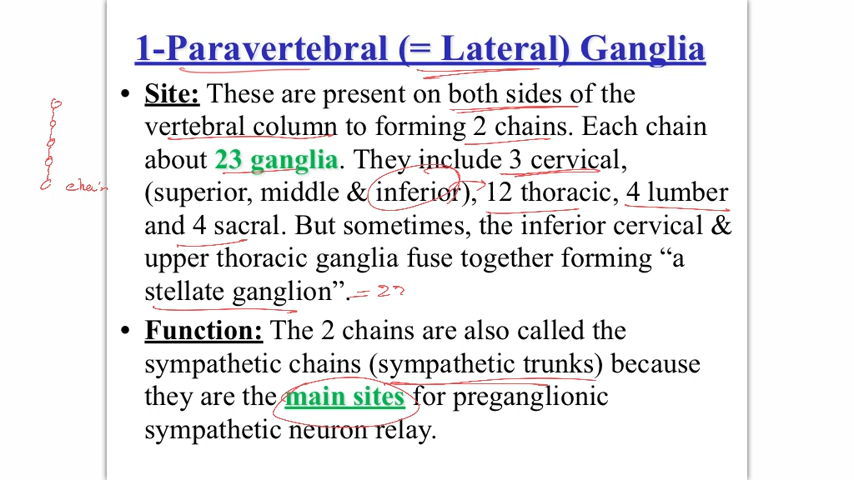 1-Paravertebral (= Lateral) Ganglia
• Site: These are present on both sides of the
vertebral column to forming 2 chains. Each chain
about 23 ganglia. They include 3 cervical,
(superior, middle & inferior), 12 thoracic, 4 lumber
and 4 sacral. But sometimes, the inferior cervical &
upper thoracic ganglia fuse together forming “a
stellate ganglion”. = 22
• Function: The 2 chains are also called the
sympathetic chains (sympathetic trunks) because
they are the main sites for preganglionic
sympathetic neuron relay.
chain